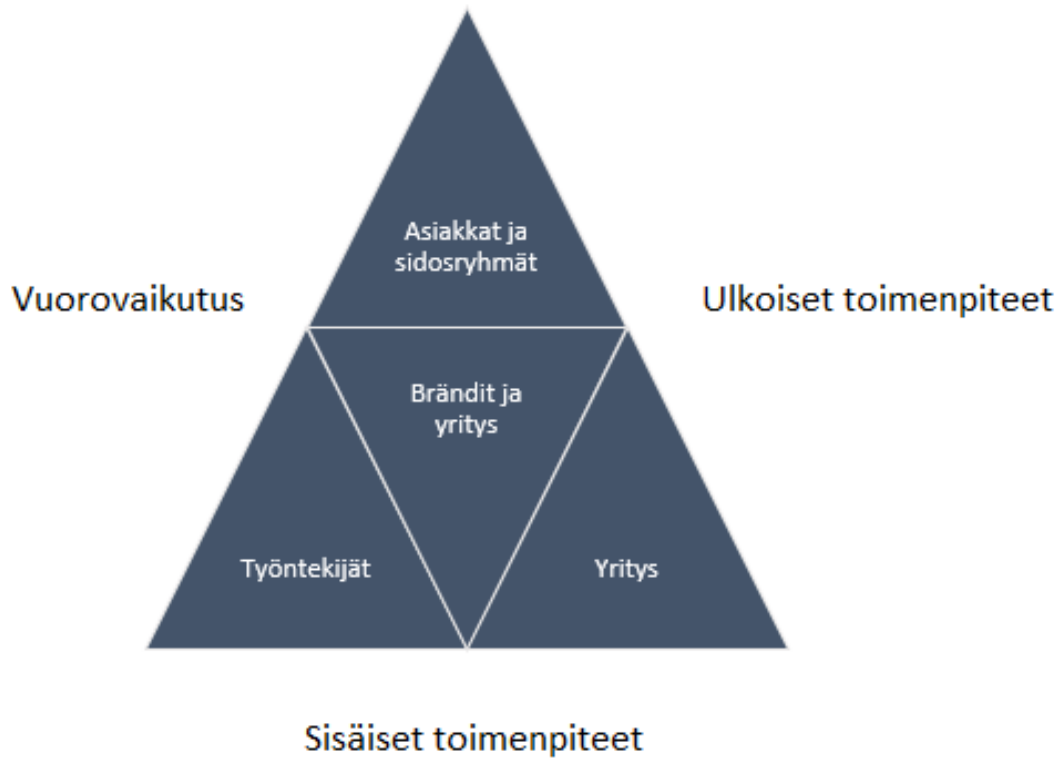 Asiakkat ja
sidosryhmät
Vuorovaikutus
Ulkoiset toimenpiteet
Brändit ja
yritys
Työntekijät
Yritys
Sisäiset toimenpiteet